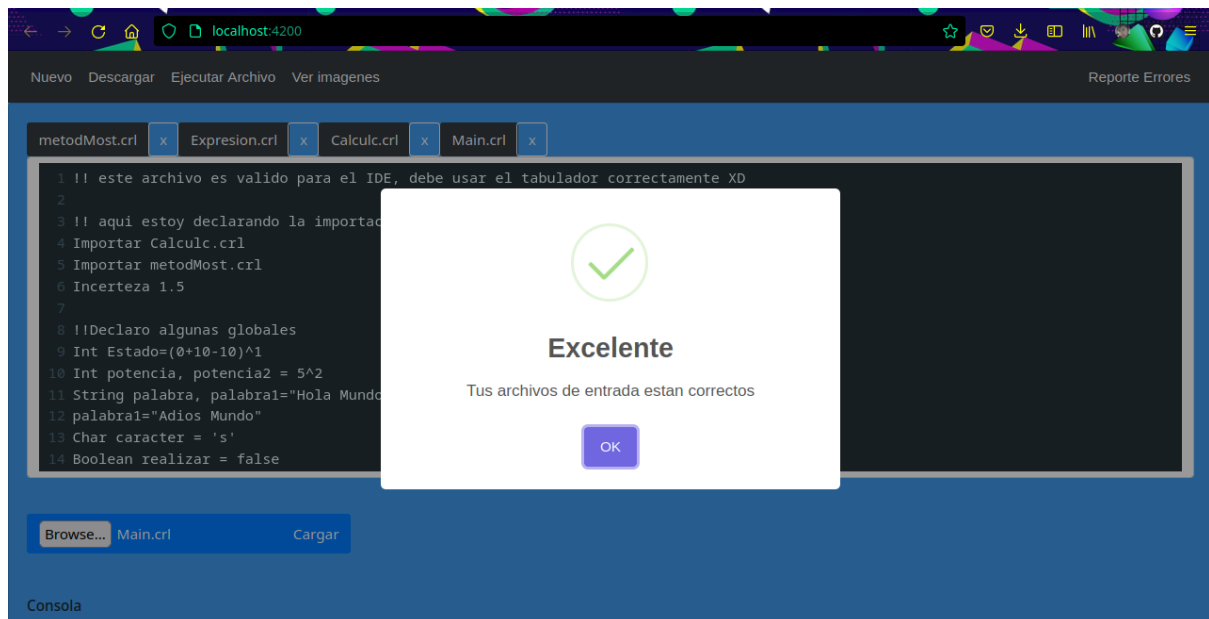 localhost:4200
Nuevo Descargar Ejecutar Archivo Ver imagenes Reporte Errores
metodMost.crl x Expresion.crl x Calculc.crl x Main.crl x
1 !! este archivo es valido para el IDE, debe usar el tabulador correctamente XD
2
3 !! aqui estoy declarando la importac
4 Importar Calculc.crl
5 Importar metodMost.crl
6 Incerteza 1.5
7
8 !!Declaro algunas globales
9 Int Estado=(0+10-10)^1
10 Int potencia, potencia2 = 5^2
11 String palabra, palabra1="Hola Mundo
12 palabra1="Adios Mundo"
13 Char caracter = 's'
14 Boolean realizar = false
Excelente
Tus archivos de entrada estan correctos
OK
Browse... Main.crl Cargar
Consola